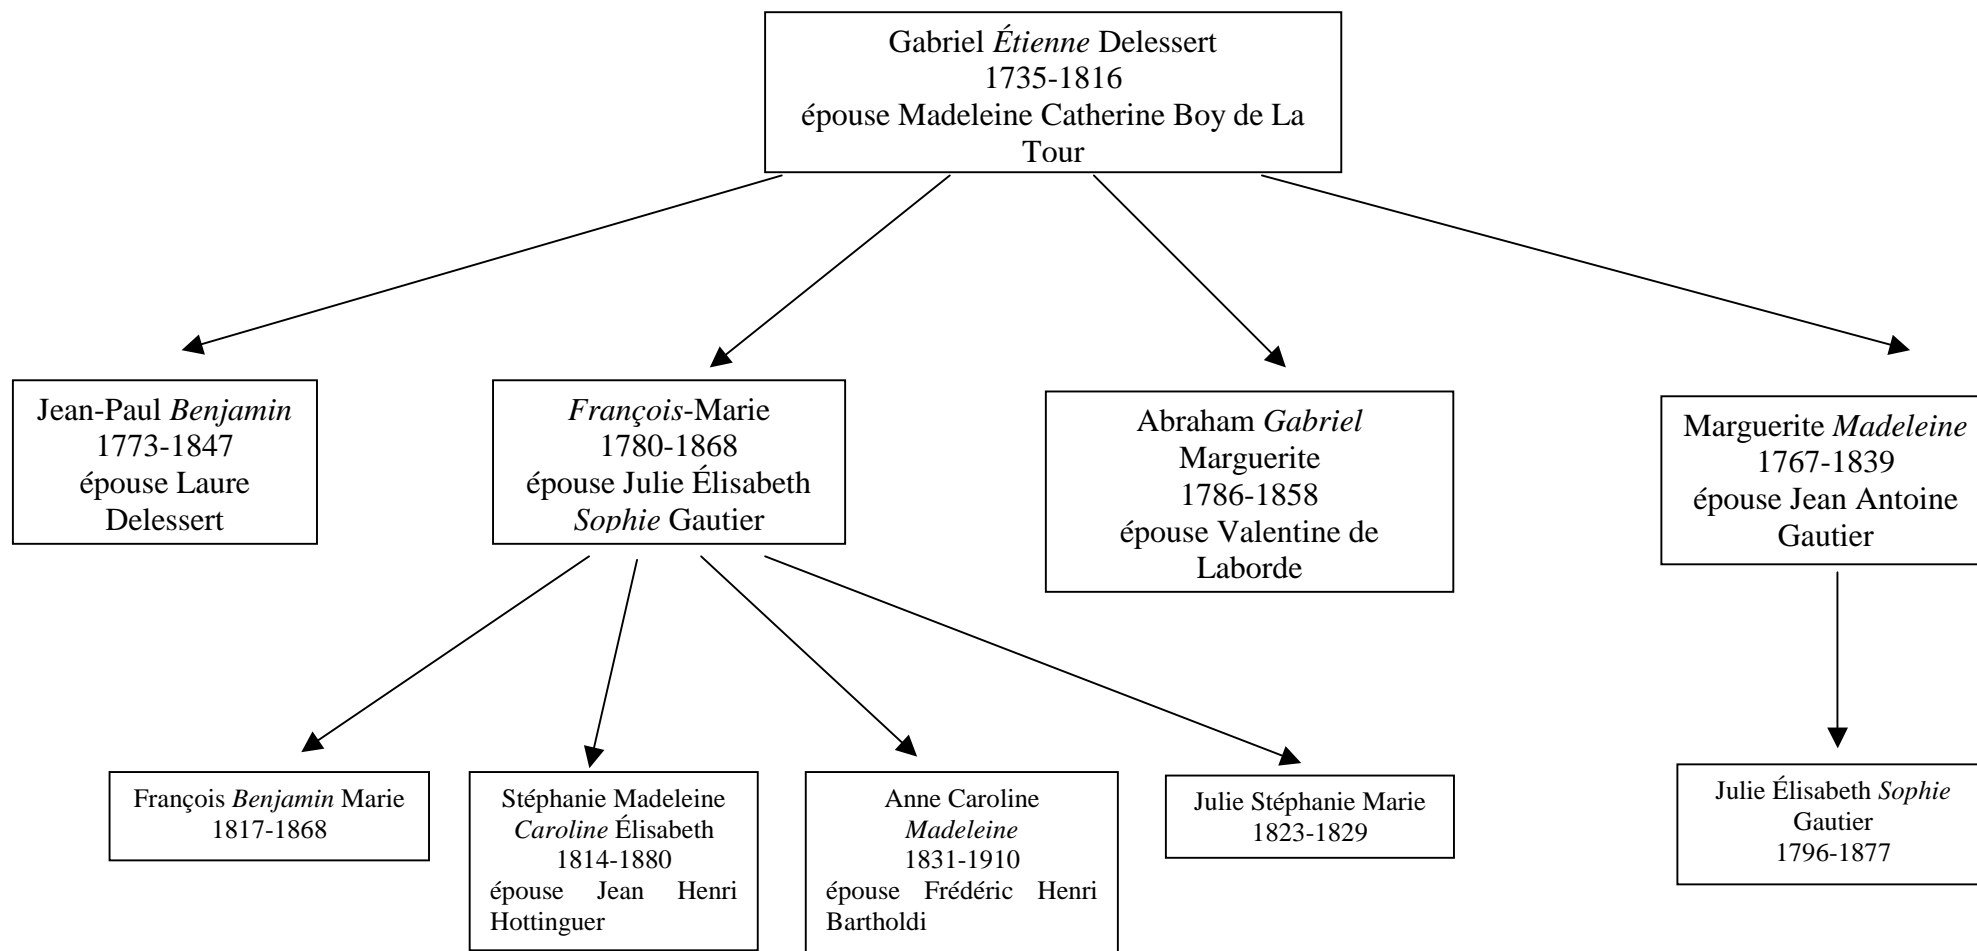 Gabriel Étienne Delessert
1735-1816
épouse Madeleine Catherine Boy de La
Tour
Jean-Paul Benjamin
1773-1847
épouse Laure
Delessert
François-Marie
1780-1868
épouse Julie Élisabeth
Sophie Gautier
Abraham Gabriel
Marguerite
1786-1858
épouse Valentine de
Laborde
Marguerite Madeleine
1767-1839
épouse Jean Antoine
Gautier
François Benjamin Marie
1817-1868
Stéphanie Madeleine
Caroline Élisabeth
1814-1880
épouse Jean Henri
Hottinguer
Anne Caroline
Madeleine
1831-1910
épouse Frédéric Henri
Bartholdi
Julie Stéphanie Marie
1823-1829
Julie Élisabeth Sophie
Gautier
1796-1877